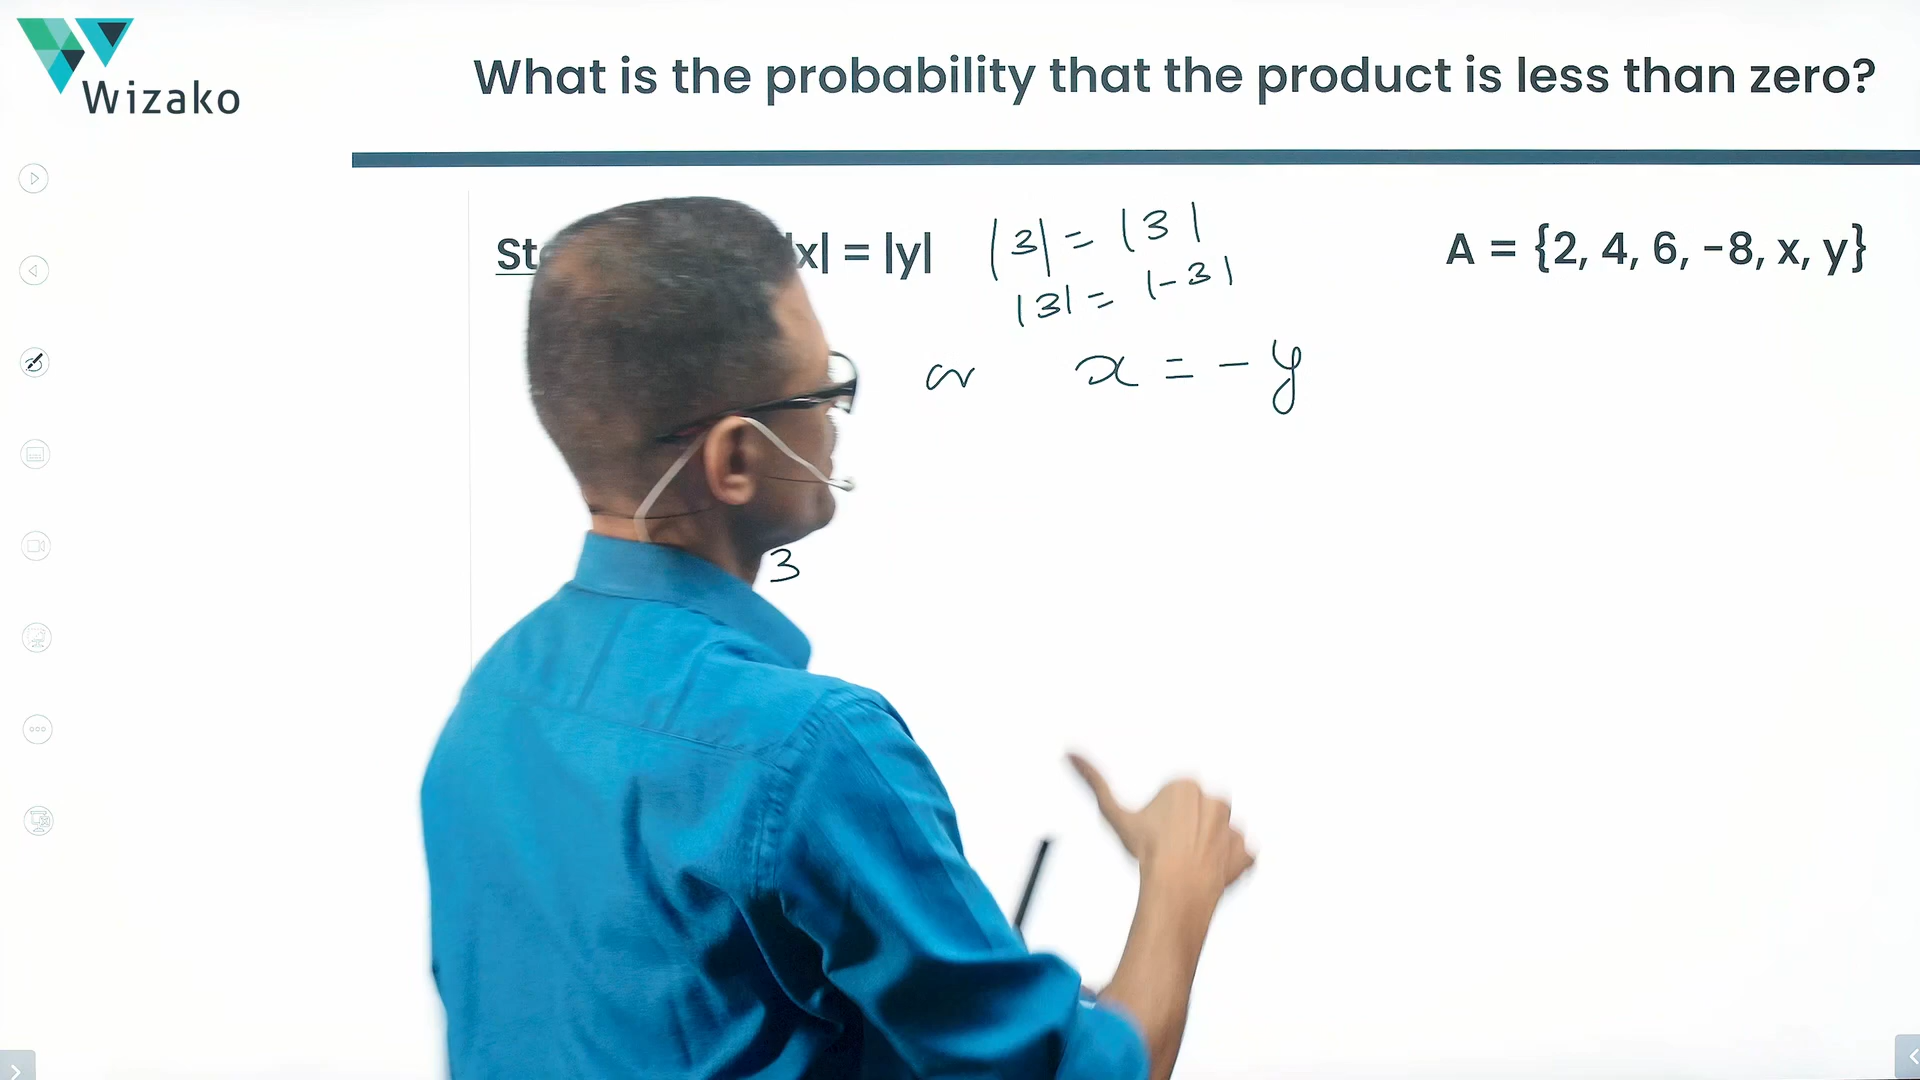 Wizako
What is the probability that the product is less than zero?
|x| = |y|
|3| = |3|
A = {2, 4, 6, -8, x, y}
|3| = |-3|
or x = - y
3